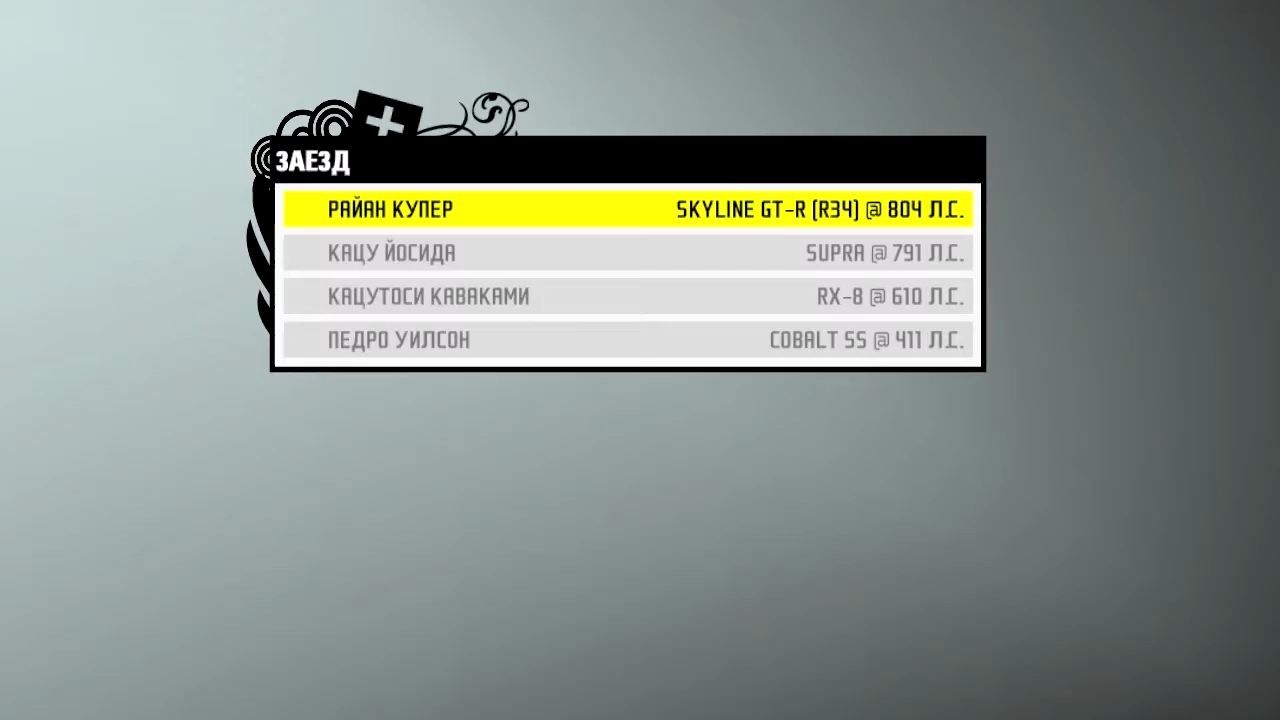 ЗАЕЗД
РАЙАН КУПЕР SKYLINE GT-R (R34) @ 804 Л.С.
КАЦУ ЙОСИДА SUPRA @ 791 Л.С.
КАЦУТОСИ КАВАКАМИ RX-8 @ 610 Л.С.
ПЕДРО УИЛСОН COBALT SS @ 411 Л.С.